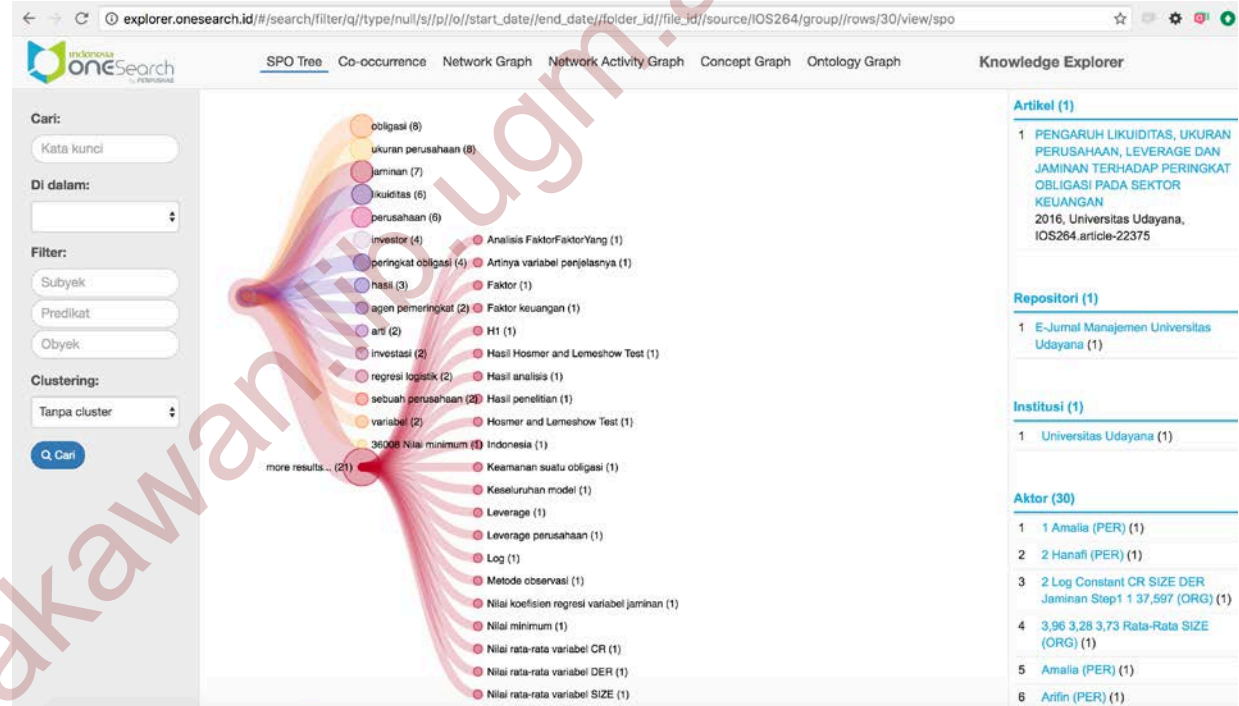 explorer.onesearch.id/#/search/filter/q//type/null/s//p//o//start_date//end_date//folder_id//file_id//source/IOS264/group//rows/30/view/spo
indonesia
onESearch
by PERPUSNAS
SPO Tree Co-occurrence Network Graph Network Activity Graph Concept Graph Ontology Graph
Knowledge Explorer
Cari:
Kata kunci
Di dalam:
Filter:
Subyek
Predikat
Obyek
Clustering:
Tanpa cluster
Cari
obligasi (8)
ukuran perusahaan (8)
jaminan (7)
likuiditas (6)
perusahaan (6)
investor (4)
peringkat obligasi (4)
hasil (3)
agen pemeringkat (2)
arti (2)
investasi (2)
regresi logistik (2)
sebuah perusahaan (2)
variabel (2)
36008 Nilai minimum (1)
more results... (21)
Analisis FaktorFaktorYang (1)
Artinya variabel penjelasnya (1)
Faktor (1)
Faktor keuangan (1)
H1 (1)
Hasil Hosmer and Lemeshow Test (1)
Hasil analisis (1)
Hasil penelitian (1)
Hosmer and Lemeshow Test (1)
Indonesia (1)
Keamanan suatu obligasi (1)
Keseluruhan model (1)
Leverage (1)
Leverage perusahaan (1)
Log (1)
Metode observasi (1)
Nilai koefisien regresi variabel jaminan (1)
Nilai minimum (1)
Nilai rata-rata variabel CR (1)
Nilai rata-rata variabel DER (1)
Nilai rata-rata variabel SIZE (1)
Artikel (1)
1 PENGARUH LIKUIDITAS, UKURAN
PERUSAHAAN, LEVERAGE DAN
JAMINAN TERHADAP PERINGKAT
OBLIGASI PADA SEKTOR
KEUANGAN
2016, Universitas Udayana,
IOS264.article-22375
Repositori (1)
1 E-Jurnal Manajemen Universitas
Udayana (1)
Institusi (1)
1 Universitas Udayana (1)
Aktor (30)
1 1 Amalia (PER) (1)
2 2 Hanafi (PER) (1)
3 2 Log Constant CR SIZE DER
Jaminan Step1 1 37,597 (ORG) (1)
4 3,96 3,28 3,73 Rata-Rata SIZE
(ORG) (1)
5 Amalia (PER) (1)
6 Arifin (PER) (1)
akawan.jip.ugm.a